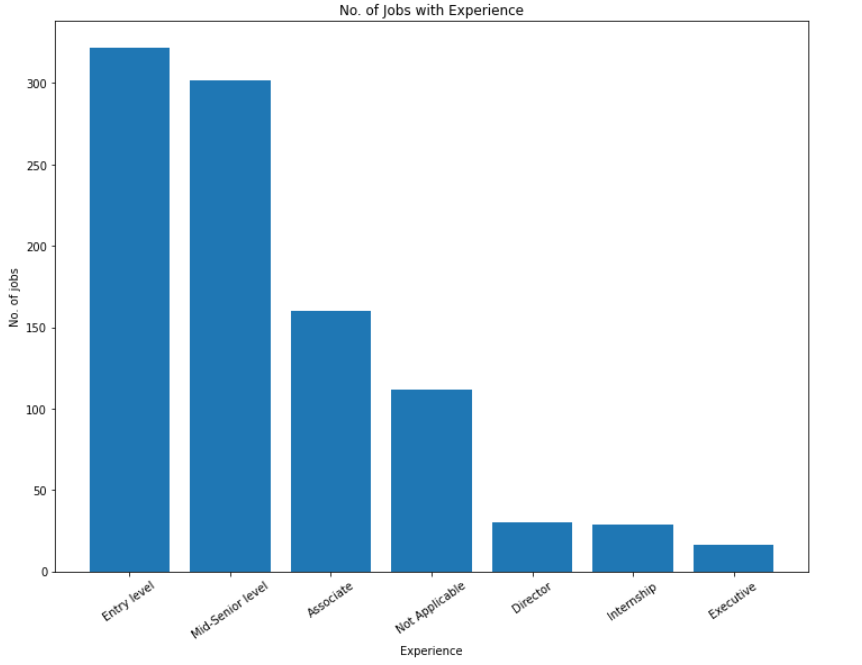 No. of Jobs with Experience
No. of jobs
300
250
200
150
100
50
0
Entry level
Mid-Senior level
Associate
Not Applicable
Director
Internship
Executive
Experience